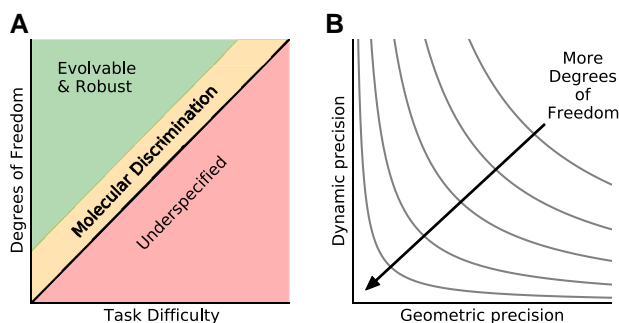 A
B
Evolvable
& Robust
Molecular Discrimination
Underspecified
Degrees of Freedom
Task Difficulty
More
Degrees
of
Freedom
Dynamic precision
Geometric precision